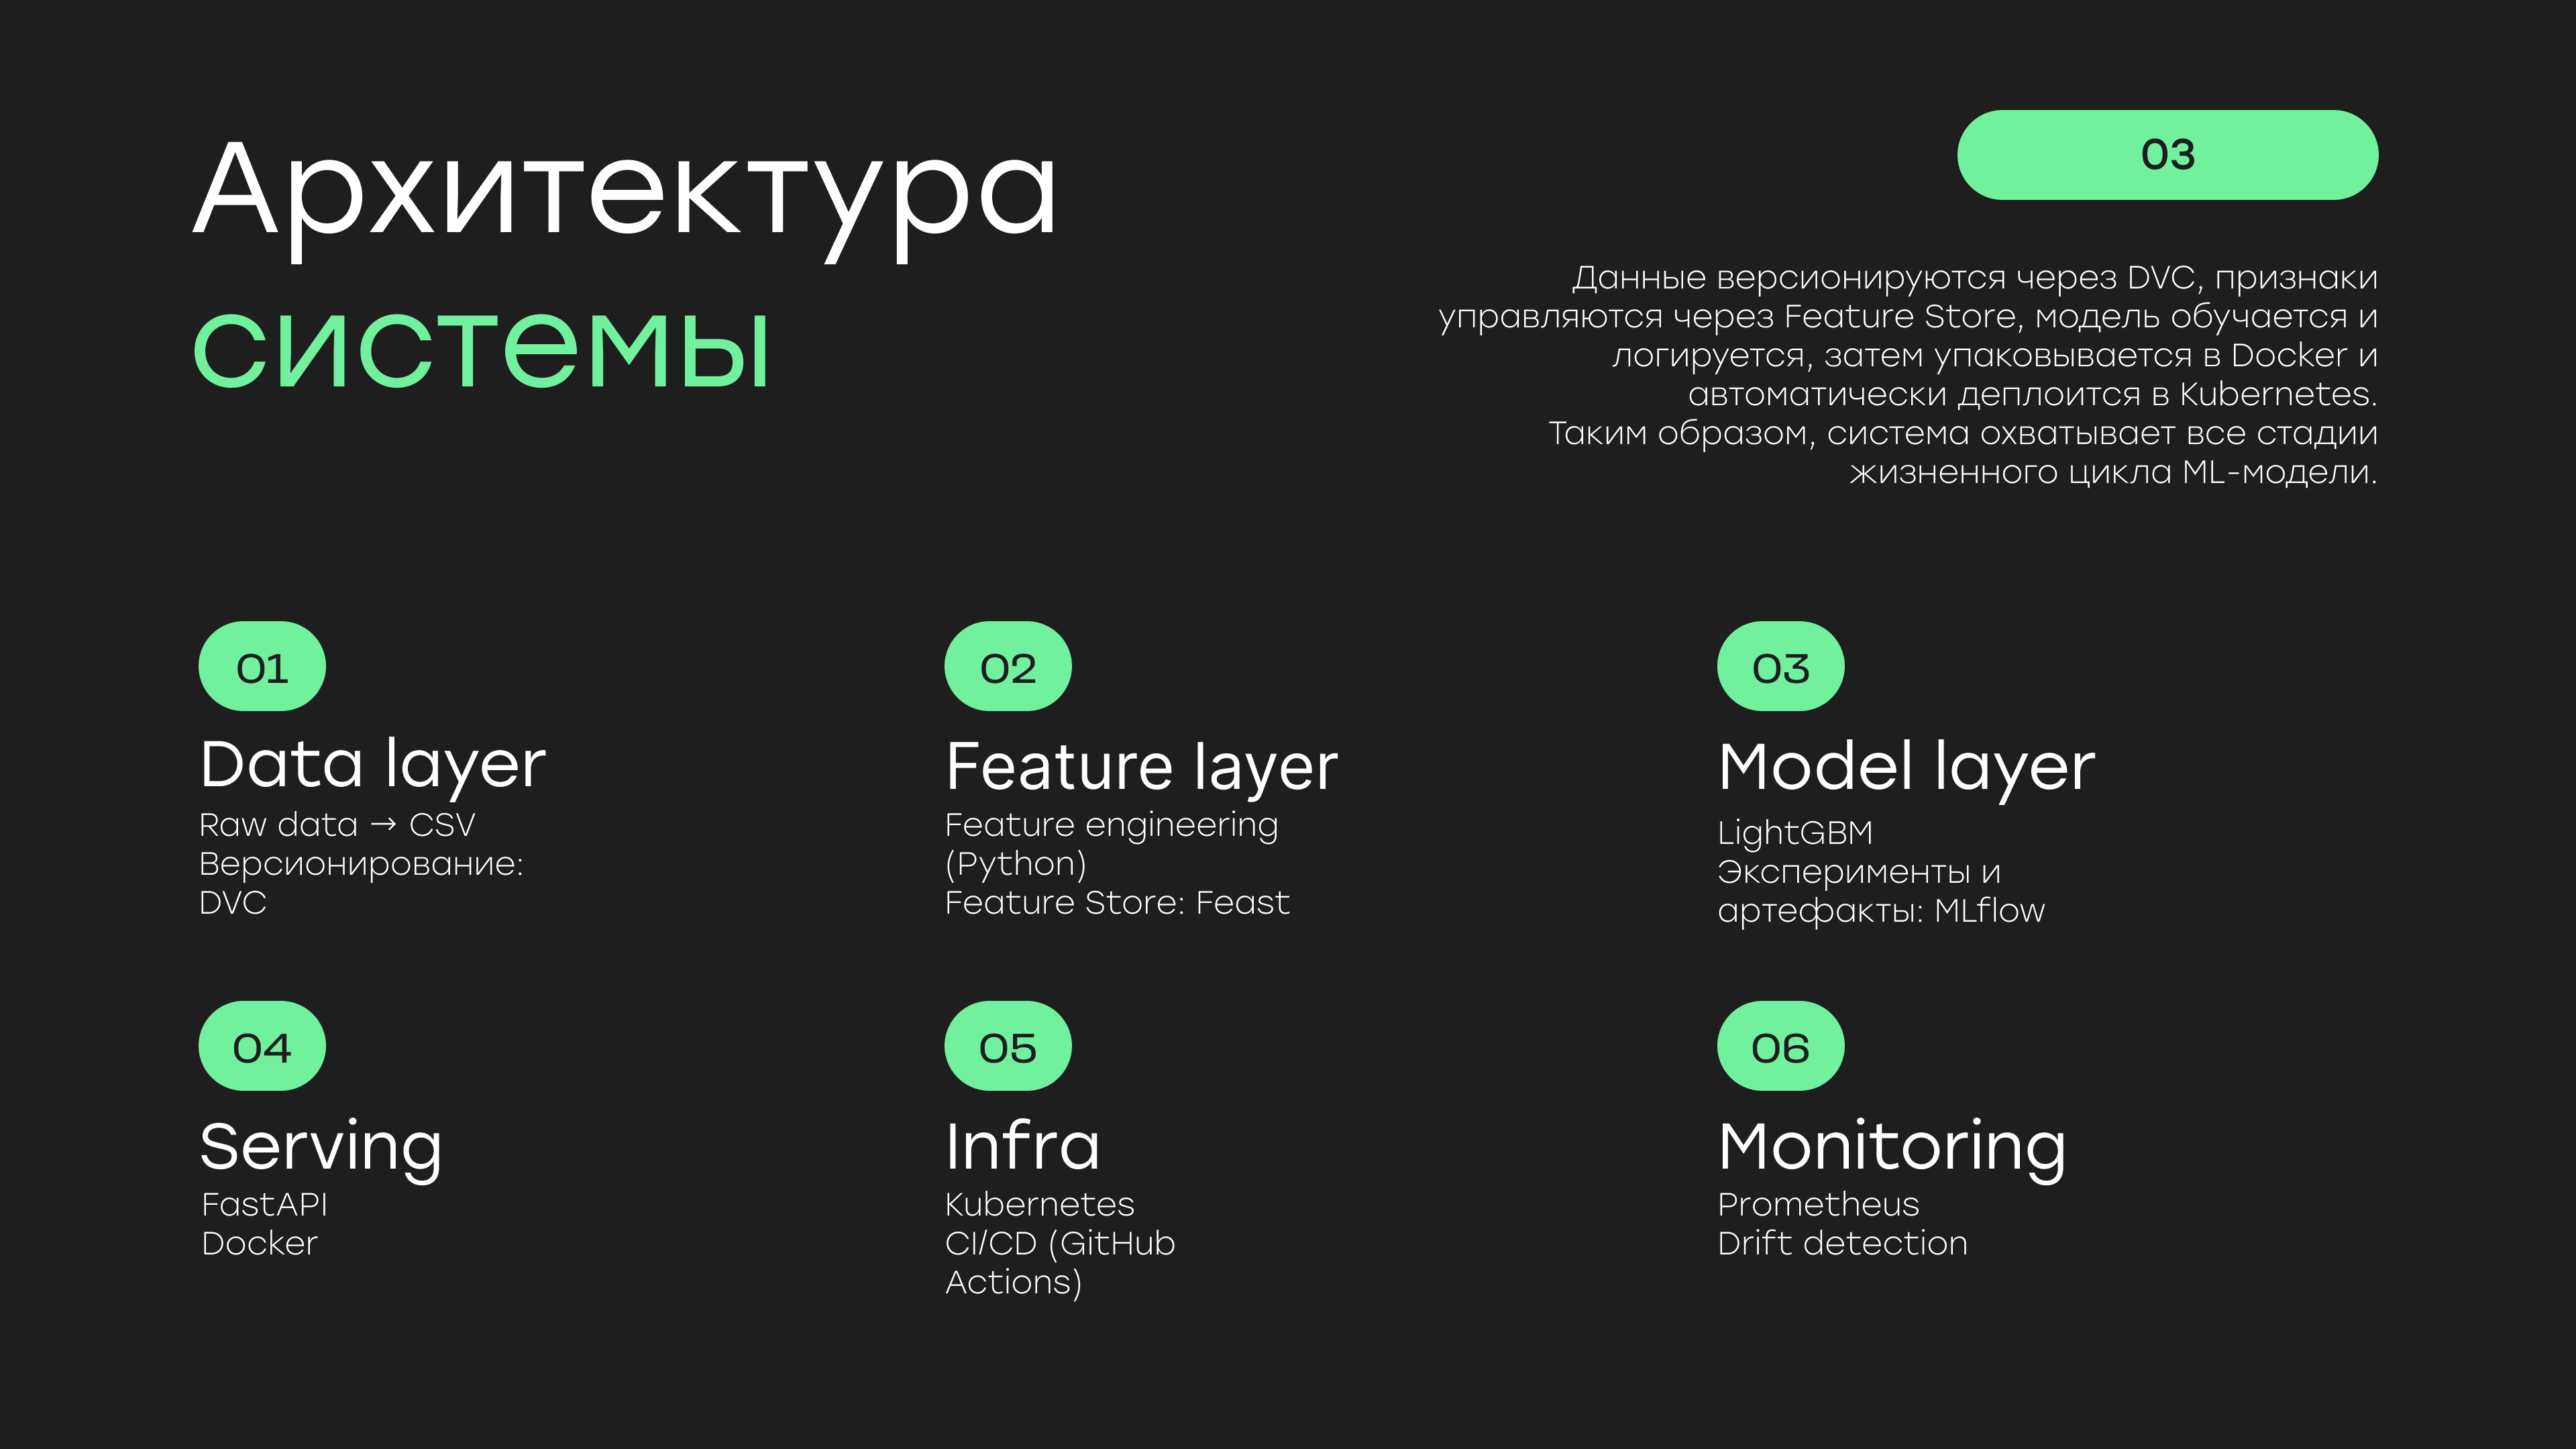 Архитектура
системы
03
Данные версионируются через DVC, признаки
управляются через Feature Store, модель обучается и
логируется, затем упаковывается в Docker и
автоматически деплоится в Kubernetes.
Таким образом, система охватывает все стадии
жизненного цикла ML-модели.
01
Data layer
Raw data → CSV
Версионирование:
DVC
02
Feature layer
Feature engineering
(Python)
Feature Store: Feast
03
Model layer
LightGBM
Эксперименты и
артефакты: MLflow
04
Serving
FastAPI
Docker
05
Infra
Kubernetes
CI/CD (GitHub
Actions)
06
Monitoring
Prometheus
Drift detection